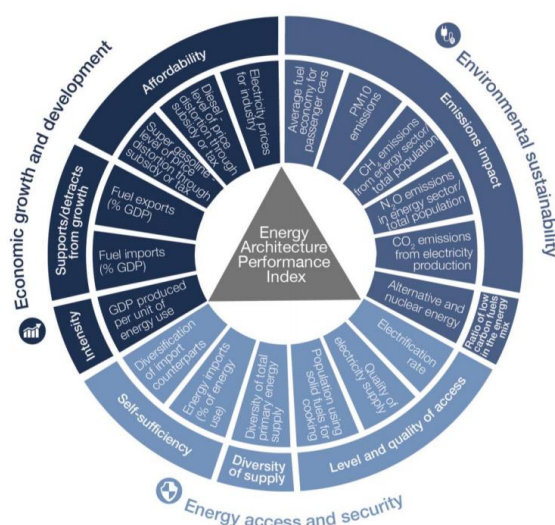 Economic growth and development
Affordability
Electricity prices
for industry
Diesel
level of price
distortion through
subsidy or tax
Super gasoline
level of price
distortion through
subsidy or tax
Supports/detracts
from growth
Fuel exports
(% GDP)
Fuel imports
(% GDP)
Intensity
GDP produced
per unit of
energy use
Environmental sustainability
Emissions impact
Average fuel
economy for
passenger cars
PM10
emissions
CH₄ emissions
from energy sector/
total population
N₂O emissions
in energy sector/
total population
CO₂ emissions
from electricity
production
Ratio of low
carbon fuels
in the energy
mix
Alternative and
nuclear energy
Energy
Architecture
Performance
Index
Self-sufficiency
Diversification
of import
counterparts
Energy imports
(% of energy
use)
Diversity
of supply
Diversity of total
primary energy
supply
Level and quality of access
Population using
solid fuels for
cooking
Quality of
electricity supply
Electrification
rate
Energy access and security